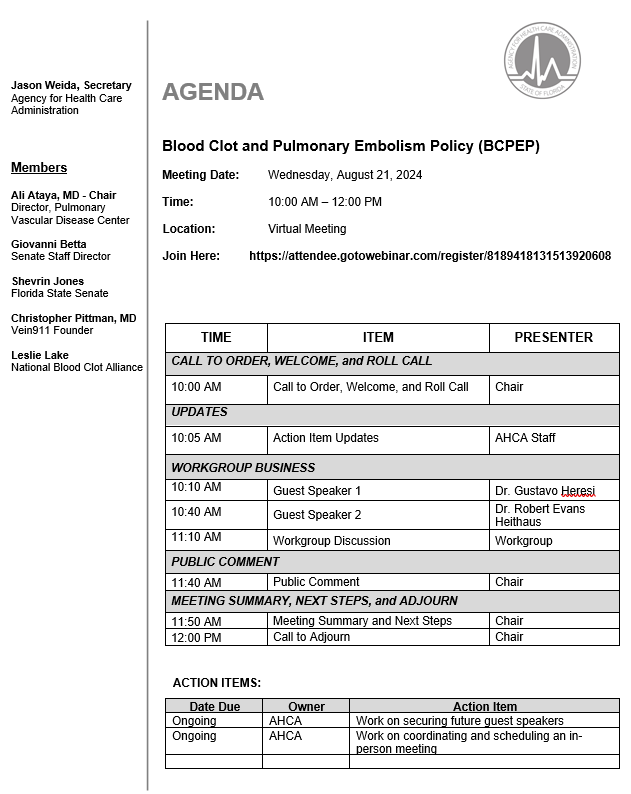 AGENCY FOR HEALTH CARE ADMINISTRATION
STATE OF FLORIDA
Jason Weida, Secretary
Agency for Health Care
Administration
AGENDA
Members
Ali Ataya, MD - Chair
Director, Pulmonary
Vascular Disease Center
Giovanni Betta
Senate Staff Director
Shevrin Jones
Florida State Senate
Christopher Pittman, MD
Vein911 Founder
Leslie Lake
National Blood Clot Alliance
Blood Clot and Pulmonary Embolism Policy (BCPEP)
Meeting Date: Wednesday, August 21, 2024
Time: 10:00 AM – 12:00 PM
Location: Virtual Meeting
Join Here: https://attendee.gotowebinar.com/register/8189418131513920608
TIME ITEM PRESENTER
CALL TO ORDER, WELCOME, and ROLL CALL
10:00 AM Call to Order, Welcome, and Roll Call Chair
UPDATES
10:05 AM Action Item Updates AHCA Staff
WORKGROUP BUSINESS
10:10 AM Guest Speaker 1 Dr. Gustavo Heresi
10:40 AM Guest Speaker 2 Dr. Robert Evans
Heithaus
11:10 AM Workgroup Discussion Workgroup
PUBLIC COMMENT
11:40 AM Public Comment Chair
MEETING SUMMARY, NEXT STEPS, and ADJOURN
11:50 AM Meeting Summary and Next Steps Chair
12:00 PM Call to Adjourn Chair
ACTION ITEMS:
Date Due Owner Action Item
Ongoing AHCA Work on securing future guest speakers
Ongoing AHCA Work on coordinating and scheduling an in-
person meeting